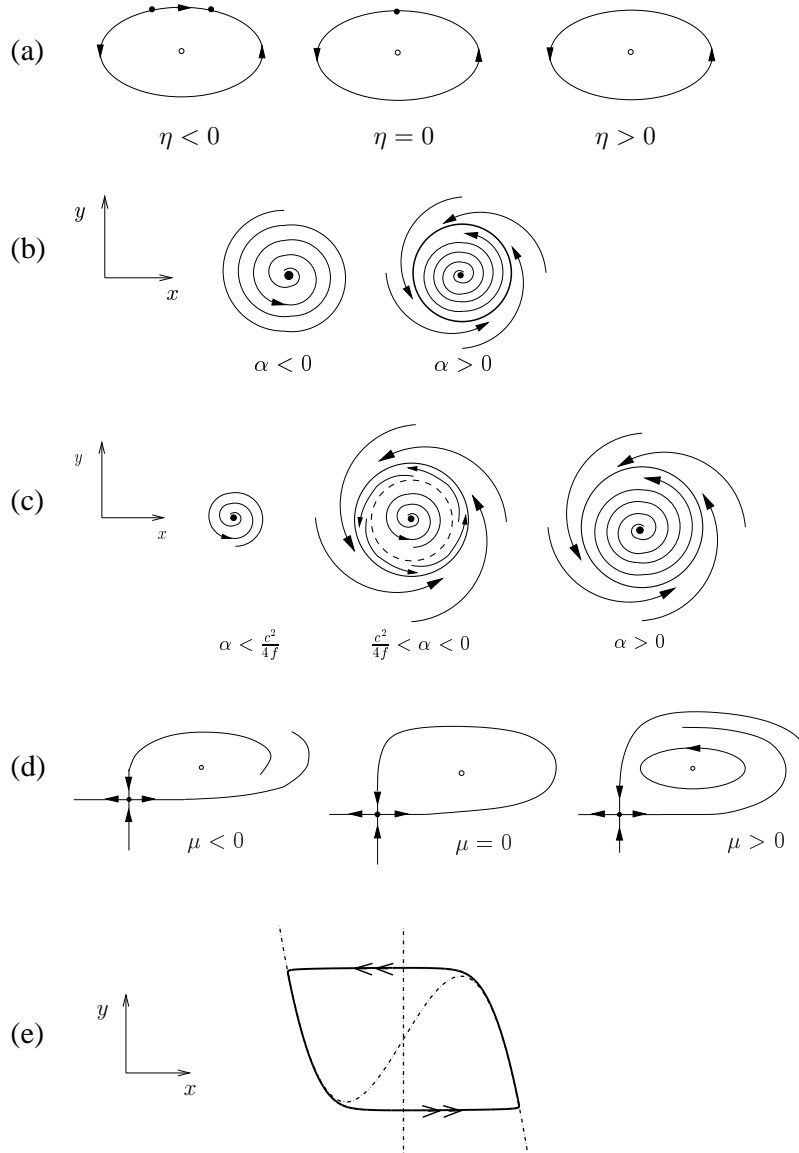 (a)
η < 0 η = 0 η > 0
(b)
y
x
α < 0 α > 0
(c)
y
x
α < c²/4f c²/4f < α < 0 α > 0
(d)
μ < 0 μ = 0 μ > 0
(e)
y
x